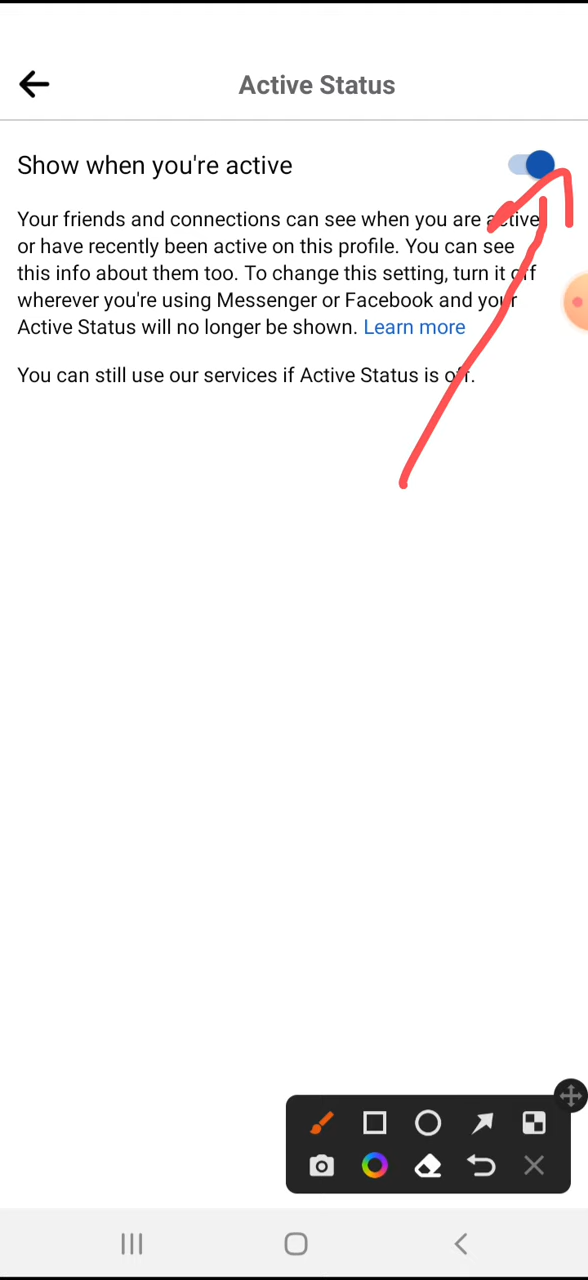 Active Status
Show when you're active
Your friends and connections can see when you are active
or have recently been active on this profile. You can see
this info about them too. To change this setting, turn it off
wherever you're using Messenger or Facebook and your
Active Status will no longer be shown. Learn more
You can still use our services if Active Status is off.